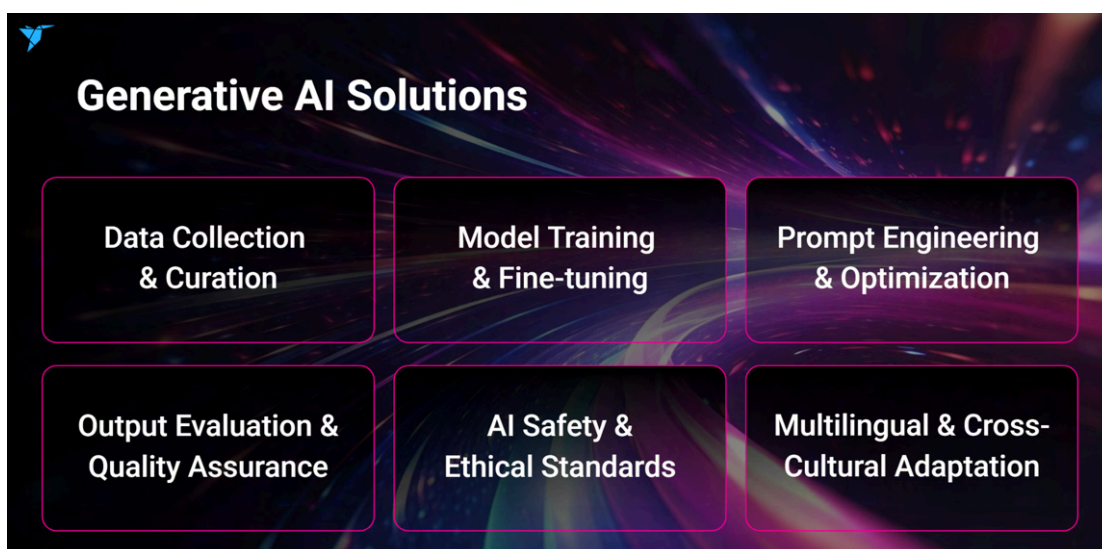 Generative AI Solutions
Data Collection
& Curation
Model Training
& Fine-tuning
Prompt Engineering
& Optimization
Output Evaluation &
Quality Assurance
AI Safety &
Ethical Standards
Multilingual & Cross-
Cultural Adaptation